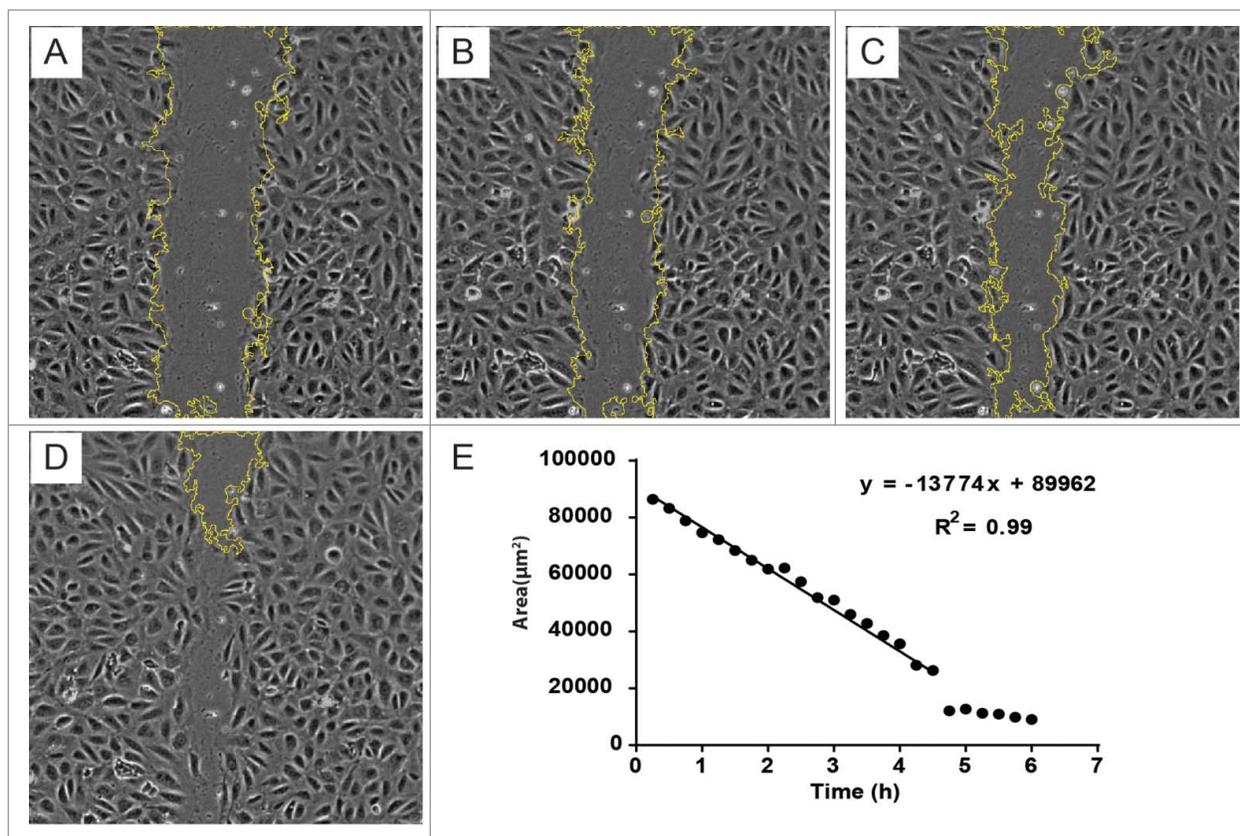 A
B
C
D
E
y = -13774x + 89962
R² = 0.99
100000
80000
60000
40000
20000
0
Area(µm²)
0 1 2 3 4 5 6 7
Time (h)